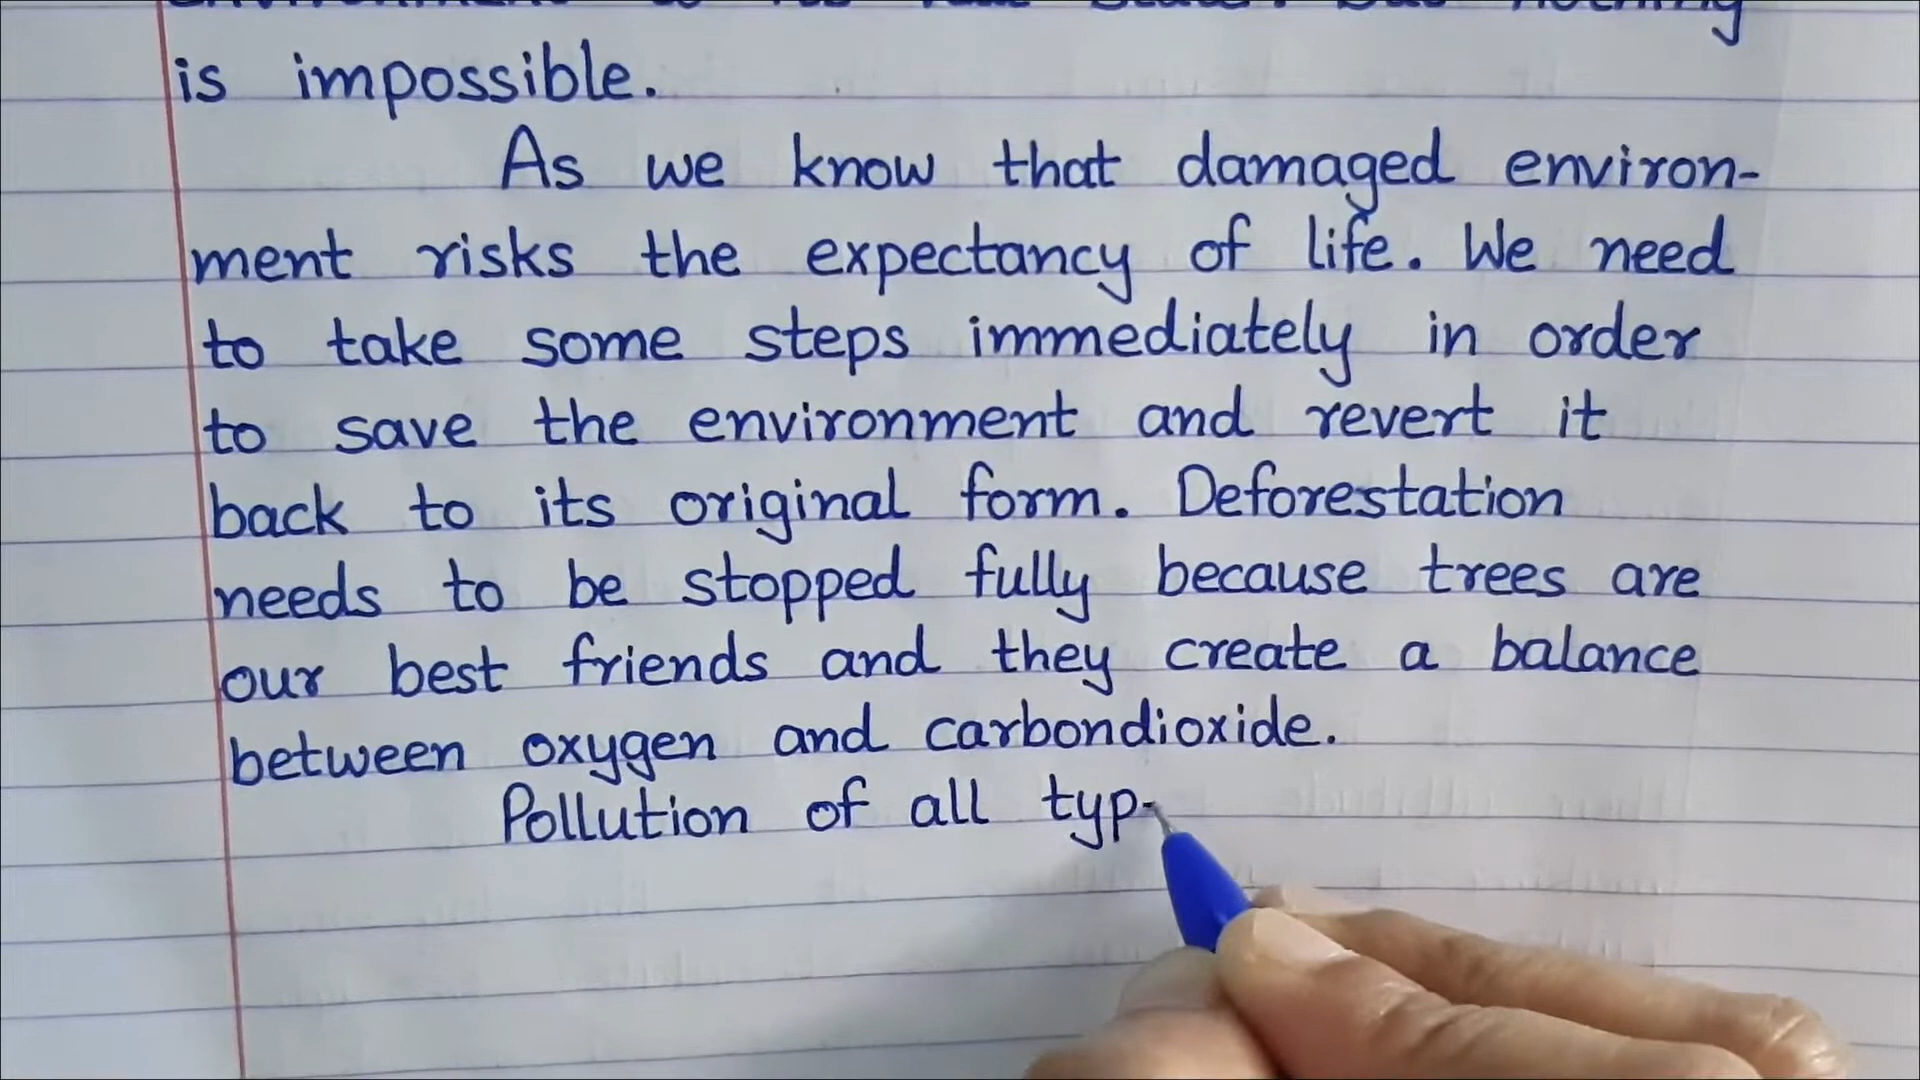 is impossible.
As we know that damaged environ-
ment risks the expectancy of life. We need
to take some steps immediately in order
to save the environment and revert it
back to its original form. Deforestation
needs to be stopped fully because trees are
our best friends and they create a balance
between oxygen and carbondioxide.
Pollution of all typ